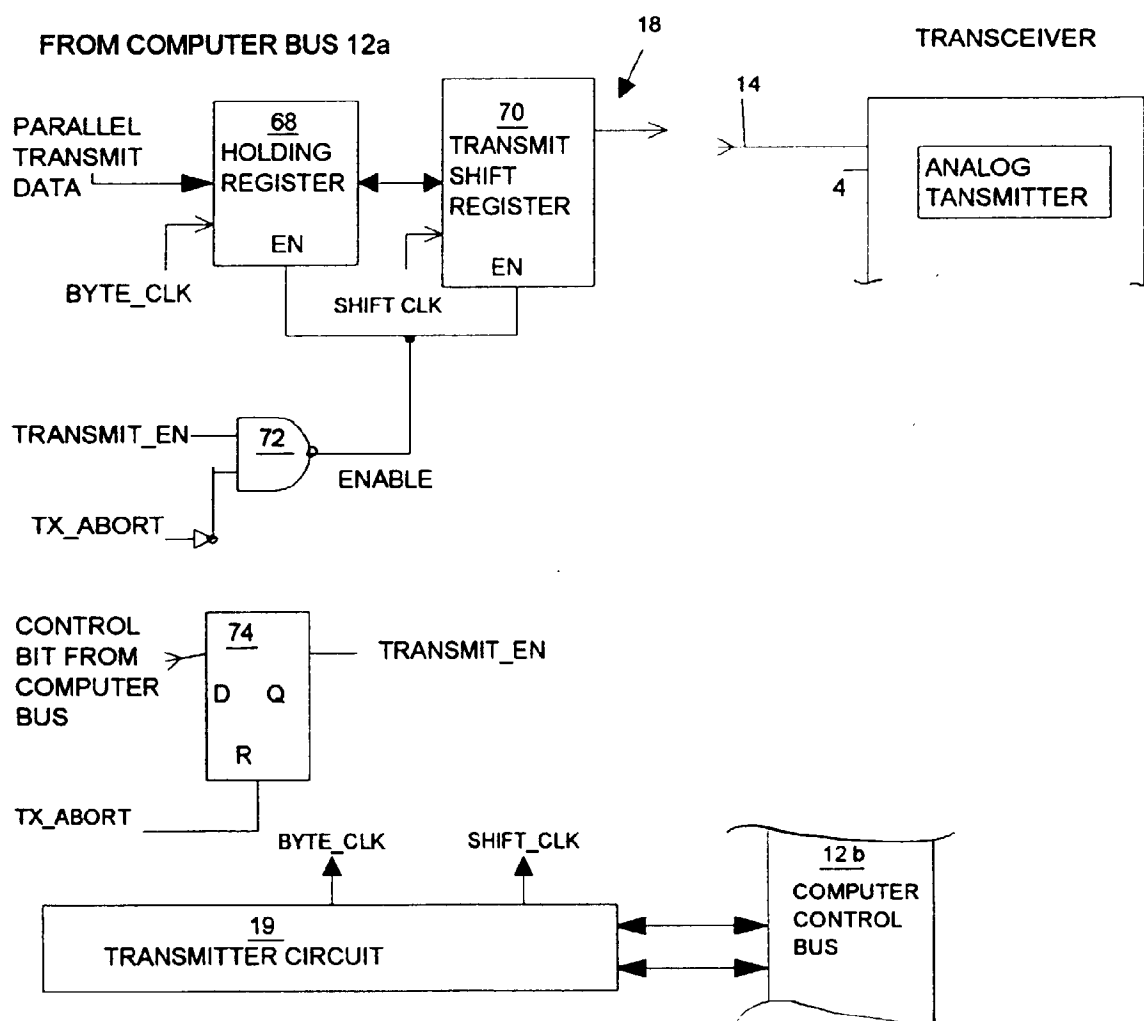 FROM COMPUTER BUS 12a
18
TRANSCEIVER
PARALLEL
TRANSMIT
DATA
68
HOLDING
REGISTER
EN
70
TRANSMIT
SHIFT
REGISTER
EN
14
4
ANALOG
TANSMITTER
BYTE_CLK
SHIFT CLK
TRANSMIT_EN
72
ENABLE
TX_ABORT
CONTROL
BIT FROM
COMPUTER
BUS
74
D Q
R
TRANSMIT_EN
TX_ABORT
BYTE_CLK
SHIFT_CLK
19
TRANSMITTER CIRCUIT
12 b
COMPUTER
CONTROL
BUS